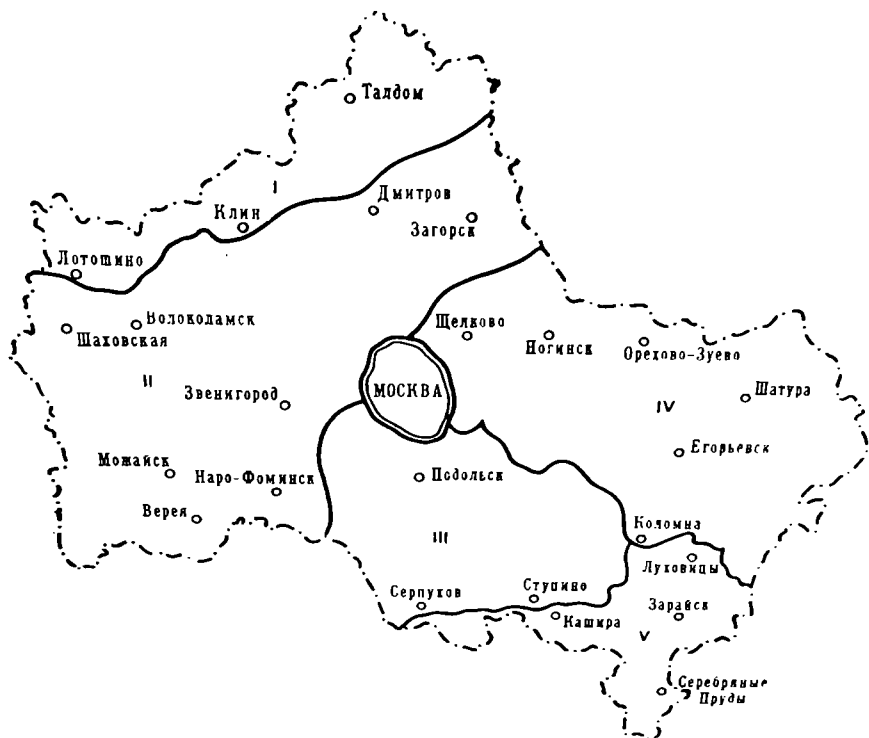 Талдом
I
Дмитров
Клин
Загорск
Лотошино
Волоколамск
Шаховская
Щелково
Ногинск
Орехово-Зуево
II
Звенигород
МОСКВА
Шатура
IV
Егорьевск
Можайск
Наро-Фоминск
Подольск
Верея
III
Коломна
Луховицы
Серпухов
Ступино
Зарайск
Кашира
V
Серебряные
Пруды